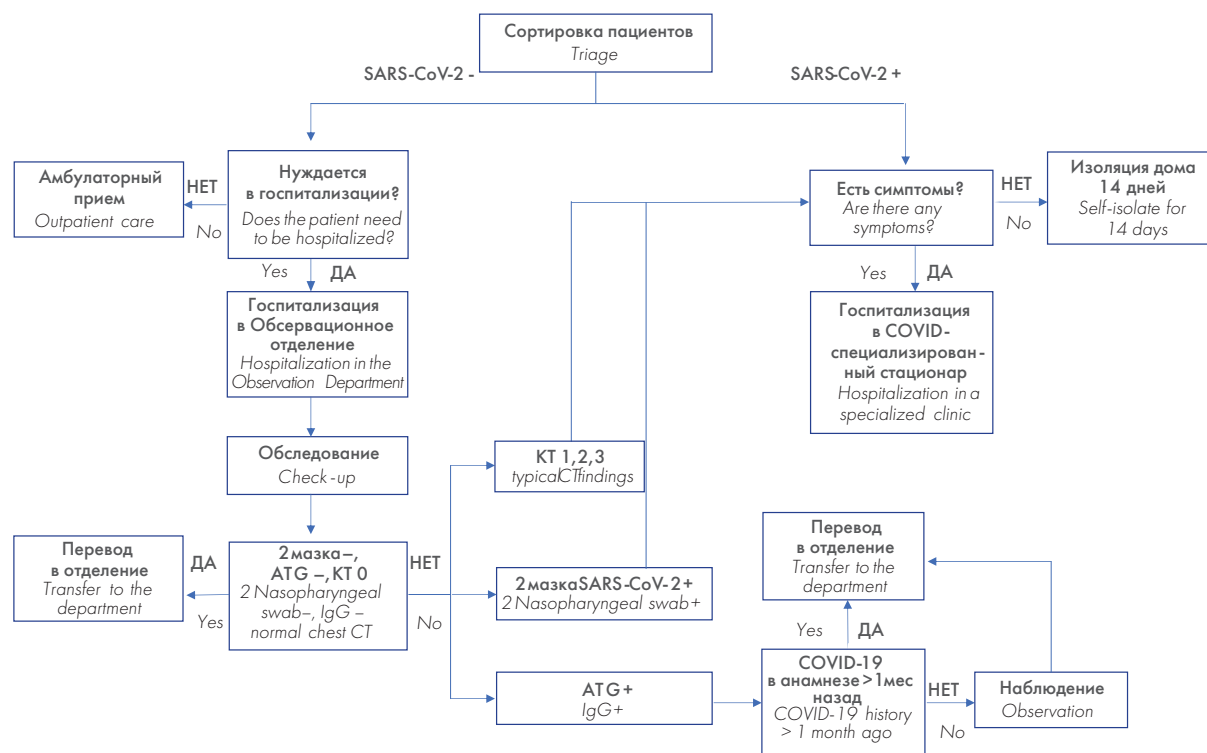 Сортировка пациентов
Triage
SARS-CoV-2 -
SARS-CoV-2 +
Амбулаторный
прием
Outpatient care
НЕТ
No
Нуждается
в госпитализации?
Does the patient need
to be hospitalized?
Есть симптомы?
Are there any
symptoms?
НЕТ
No
Изоляция дома
14 дней
Self-isolate for
14 days
Yes ДА
Yes ДА
Госпитализация
в Обсервационное
отделение
Hospitalization in the
Observation Department
Госпитализация
в COVID-
специализирован-
ный стационар
Hospitalization in a
specialized clinic
Обследование
Check-up
КТ 1,2,3
typicalCTfindings
Перевод
в отделение
Transfer to the
department
ДА
Yes
2 мазка–,
ATG –, КТ 0
2 Nasopharyngeal
swab–, IgG –
normal chest CT
НЕТ
No
2 мазкаSARS-CoV-2+
2 Nasopharyngeal swab+
Перевод
в отделение
Transfer to the
department
Yes ДА
ATG+
IgG+
COVID-19
в анамнезе >1мес
назад
COVID-19 history
> 1 month ago
НЕТ
No
Наблюдение
Observation